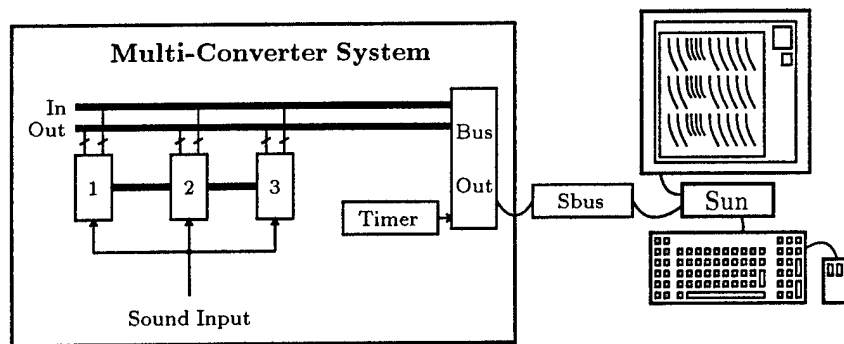 Multi-Converter System
In
Out
Bus
Out
1
2
3
Timer
Sbus
Sun
Sound Input